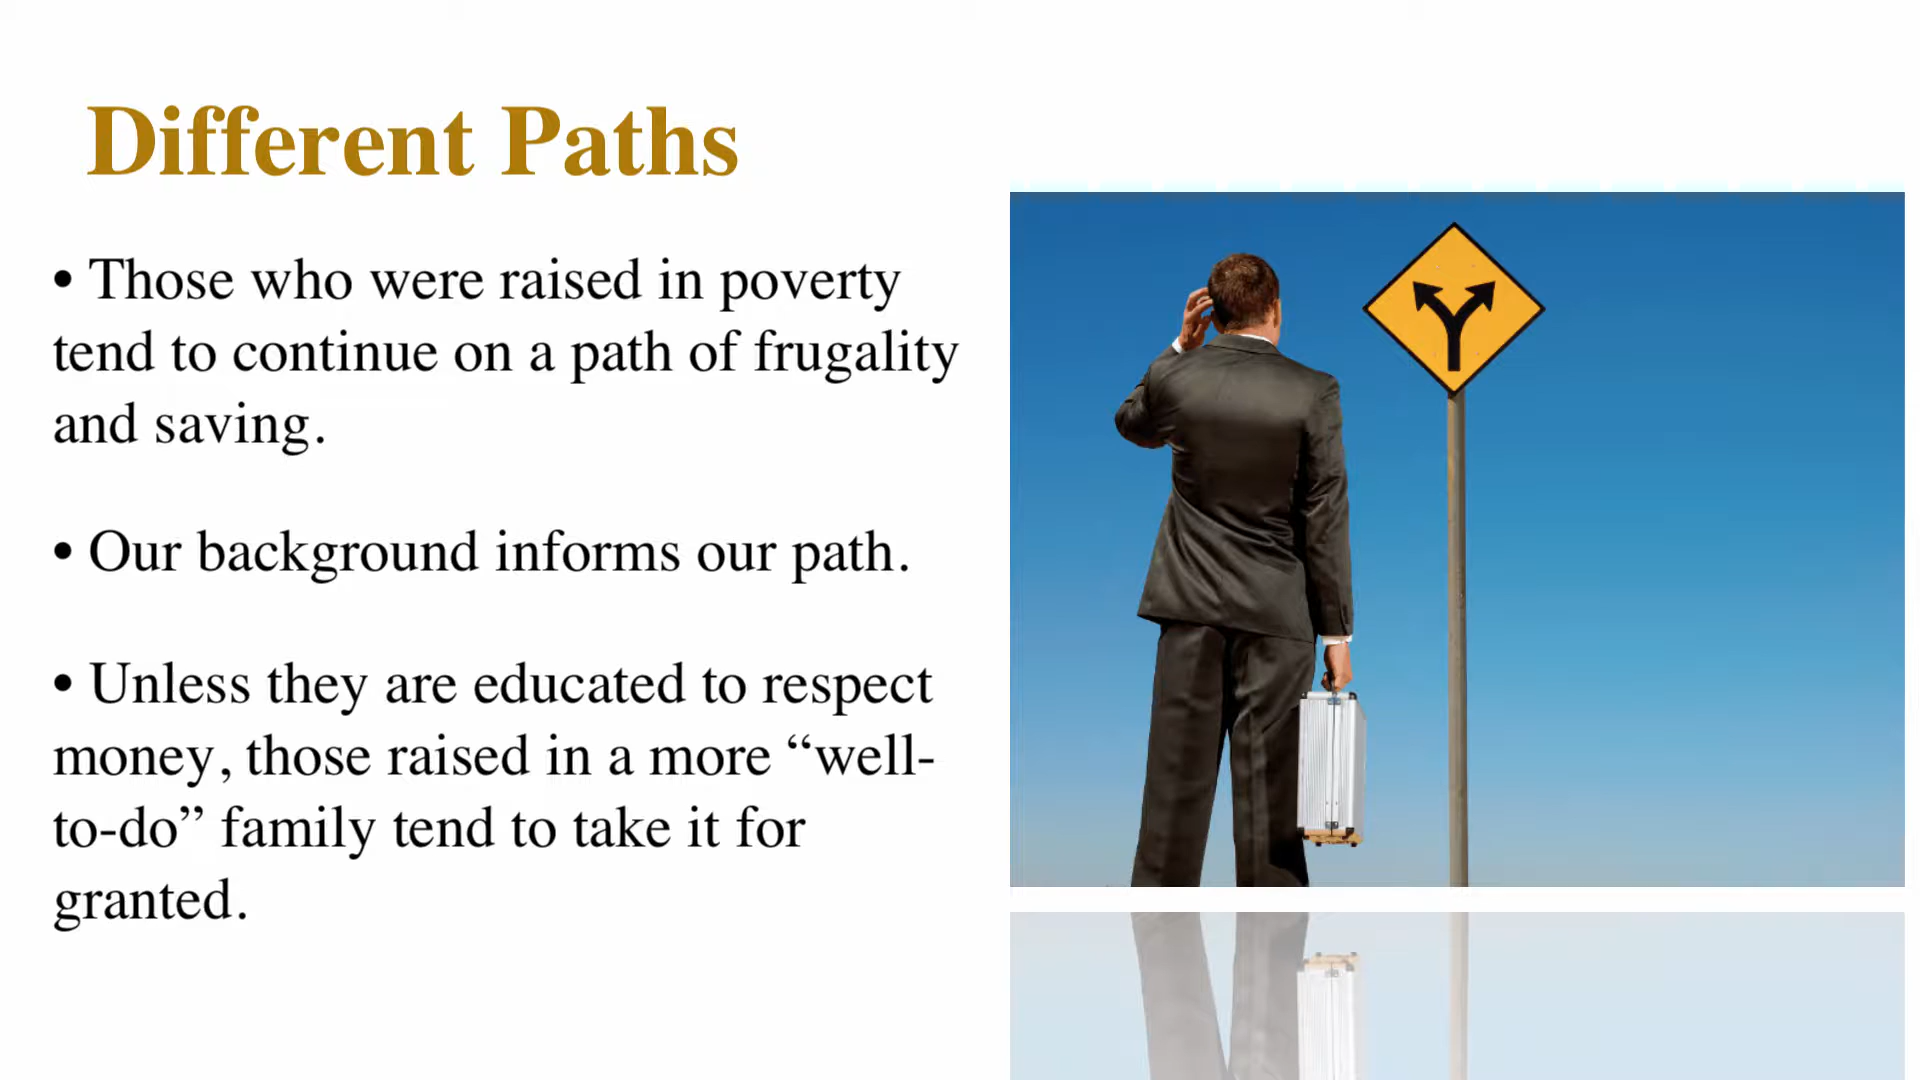 Different Paths
• Those who were raised in poverty
tend to continue on a path of frugality
and saving.
• Our background informs our path.
• Unless they are educated to respect
money, those raised in a more “well-
to-do” family tend to take it for
granted.